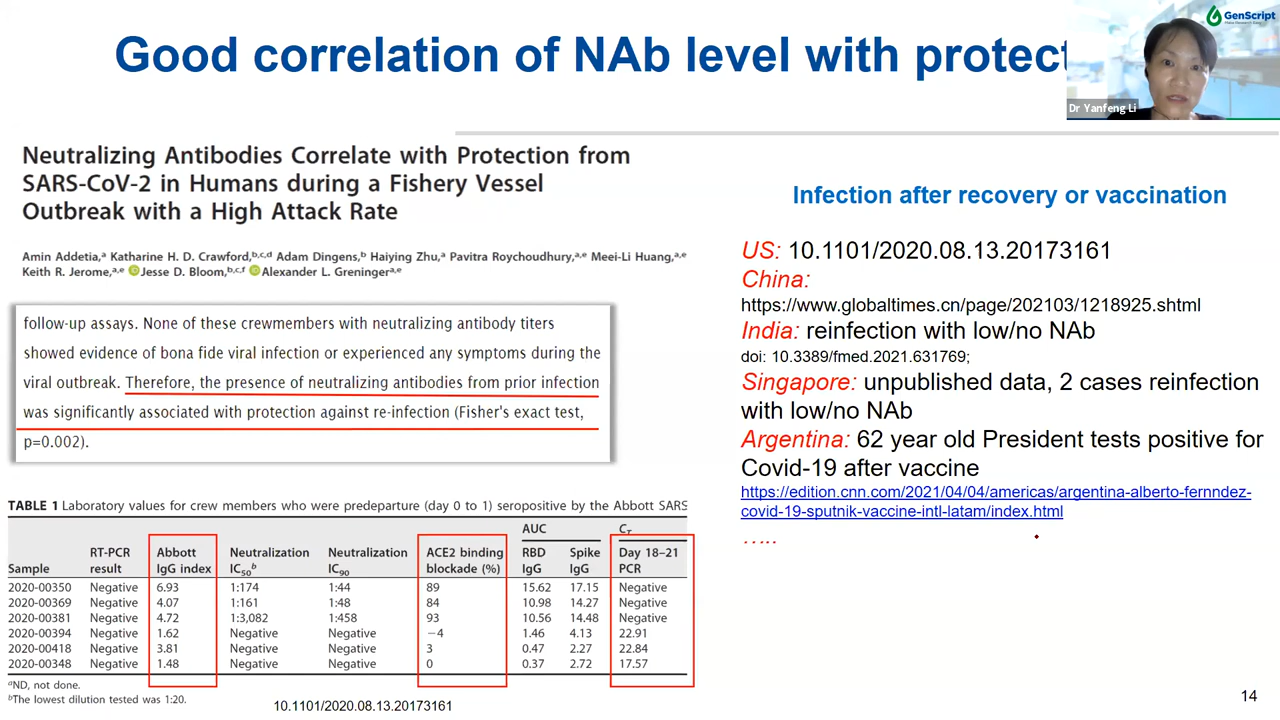 GenScript
Good correlation of NAb level with protect
Dr Yanfeng Li
Neutralizing Antibodies Correlate with Protection from
SARS-CoV-2 in Humans during a Fishery Vessel
Outbreak with a High Attack Rate
Amin Addetia,a Katharine H. D. Crawford,b,c,d Adam Dingens,b Haiying Zhu,a Pavitra Roychoudhury,a,e Meei-Li Huang,a,e
Keith R. Jerome,a,e Jesse D. Bloom,b,c,f Alexander L. Greningera,e
follow-up assays. None of these crewmembers with neutralizing antibody titers
showed evidence of bona fide viral infection or experienced any symptoms during the
viral outbreak. Therefore, the presence of neutralizing antibodies from prior infection
was significantly associated with protection against re-infection (Fisher's exact test,
p=0.002).
TABLE 1 Laboratory values for crew members who were predeparture (day 0 to 1) seropositive by the Abbott SARS
AUC CT
RT-PCR Abbott Neutralization Neutralization ACE2 binding RBD Spike Day 18–21
Sample result IgG index IC50b IC90 blockade (%) IgG IgG PCR
2020-00350 Negative 6.93 1:174 1:44 89 15.62 17.15 Negative
2020-00369 Negative 4.07 1:161 1:48 84 10.98 14.27 Negative
2020-00381 Negative 4.72 1:3,082 1:458 93 10.56 14.48 Negative
2020-00394 Negative 1.62 Negative Negative −4 1.46 4.13 22.91
2020-00418 Negative 3.81 Negative Negative 3 0.47 2.27 22.84
2020-00348 Negative 1.48 Negative Negative 0 0.37 2.72 17.57
aND, not done.
bThe lowest dilution tested was 1:20.
10.1101/2020.08.13.20173161
Infection after recovery or vaccination
US: 10.1101/2020.08.13.20173161
China:
https://www.globaltimes.cn/page/202103/1218925.shtml
India: reinfection with low/no NAb
doi: 10.3389/fmed.2021.631769;
Singapore: unpublished data, 2 cases reinfection
with low/no NAb
Argentina: 62 year old President tests positive for
Covid-19 after vaccine
https://edition.cnn.com/2021/04/04/americas/argentina-alberto-fernndez-
covid-19-sputnik-vaccine-intl-latam/index.html
.....
14